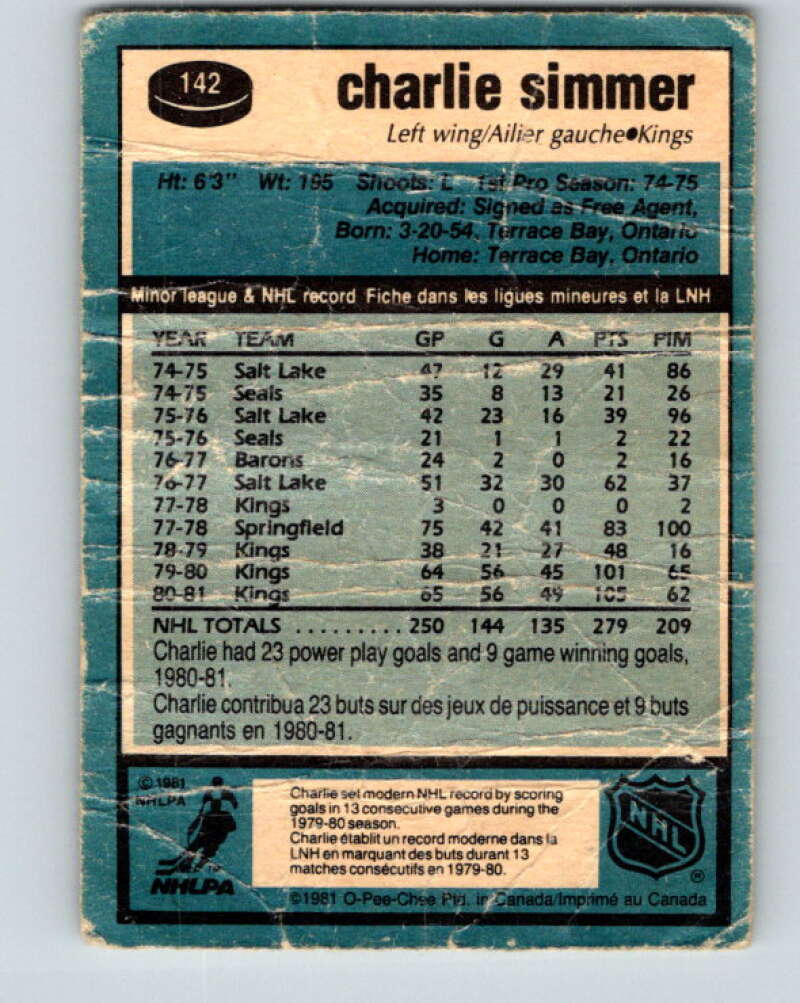 142
charlie simmer
Left wing/Ailier gauche●Kings
Ht: 6'3" Wt: 195 Shoots: L 1st Pro Season: 74-75
Acquired: Signed as Free Agent,
Born: 3-20-54, Terrace Bay, Ontario
Home: Terrace Bay, Ontario
Minor league & NHL record Fiche dans les ligues mineures et la LNH
YEAR TEAM GP G A PTS PIM
74-75 Salt Lake 47 12 29 41 86
74-75 Seals 35 8 13 21 26
75-76 Salt Lake 42 23 16 39 96
75-76 Seals 21 1 1 2 22
76-77 Barons 24 2 0 2 16
76-77 Salt Lake 51 32 30 62 37
77-78 Kings 3 0 0 0 2
77-78 Springfield 75 42 41 83 100
78-79 Kings 38 21 27 48 16
79-80 Kings 64 56 45 101 65
80-81 Kings 65 56 49 105 62
NHL TOTALS ......... 250 144 135 279 209
Charlie had 23 power play goals and 9 game winning goals,
1980-81.
Charlie contribua 23 buts sur des jeux de puissance et 9 buts
gagnants en 1980-81.
©1981
NHLPA
NHLPA
Charlie set modern NHL record by scoring
goals in 13 consecutive games during the
1979-80 season.
Charlie établit un record moderne dans la
LNH en marquant des buts durant 13
matches consécutifs en 1979-80.
NHL
®
©1981 O-Pee-Chee Ptd. in Canada/Imprimé au Canada